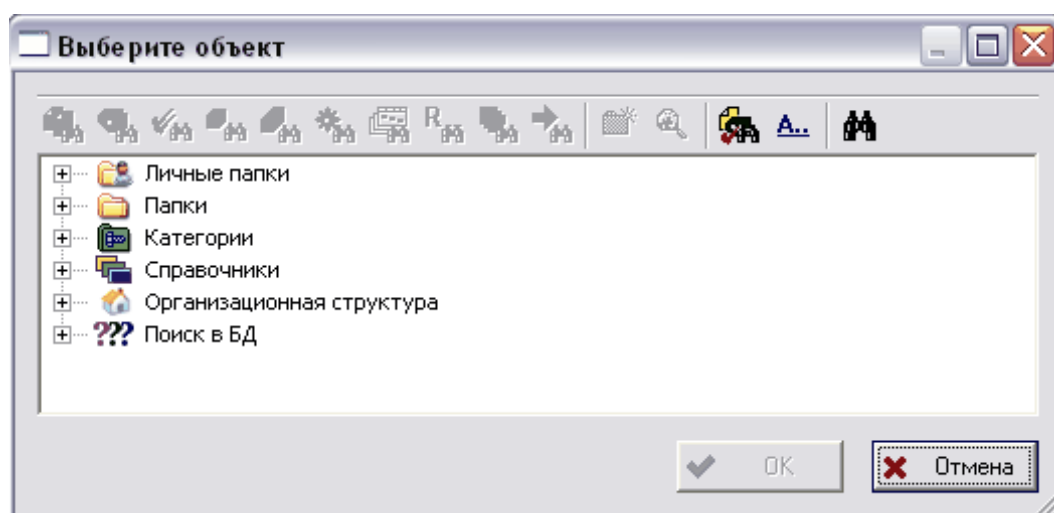 Выберите объект
R
A..
Личные папки
Папки
Категории
Справочники
Организационная структура
??? Поиск в БД
OK Отмена